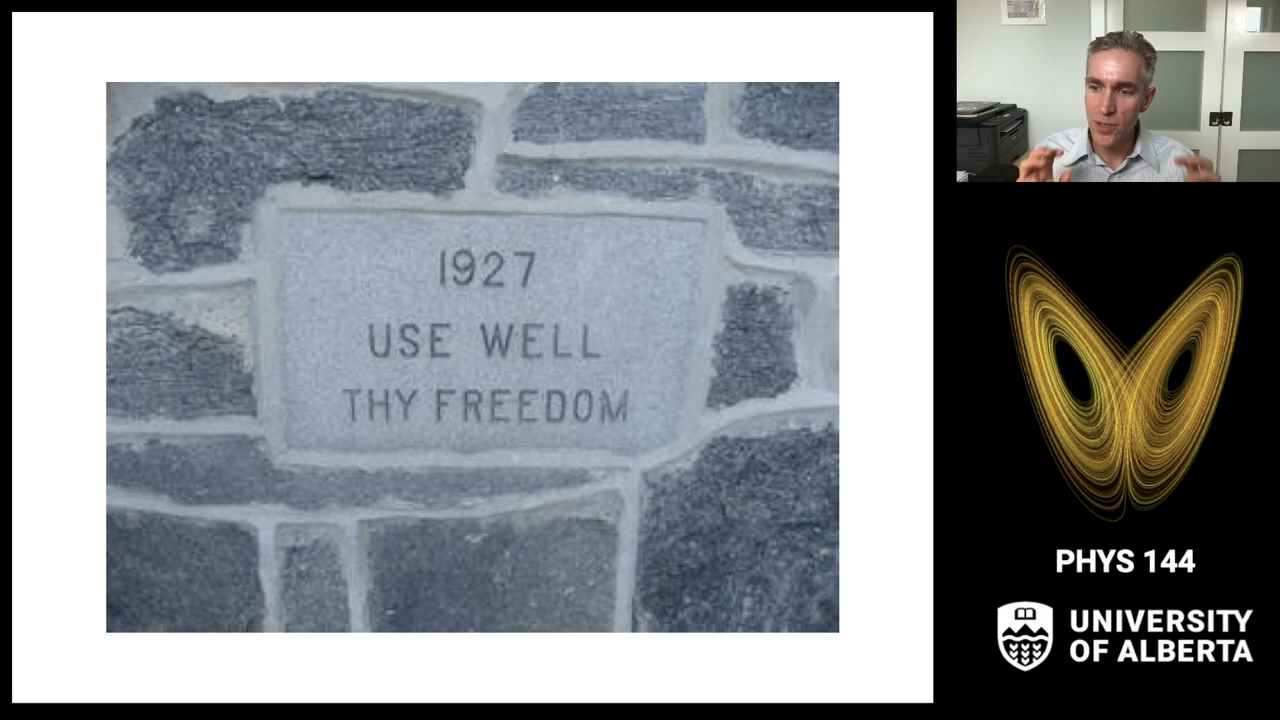 1927
USE WELL
THY FREEDOM
PHYS 144
UNIVERSITY
OF ALBERTA